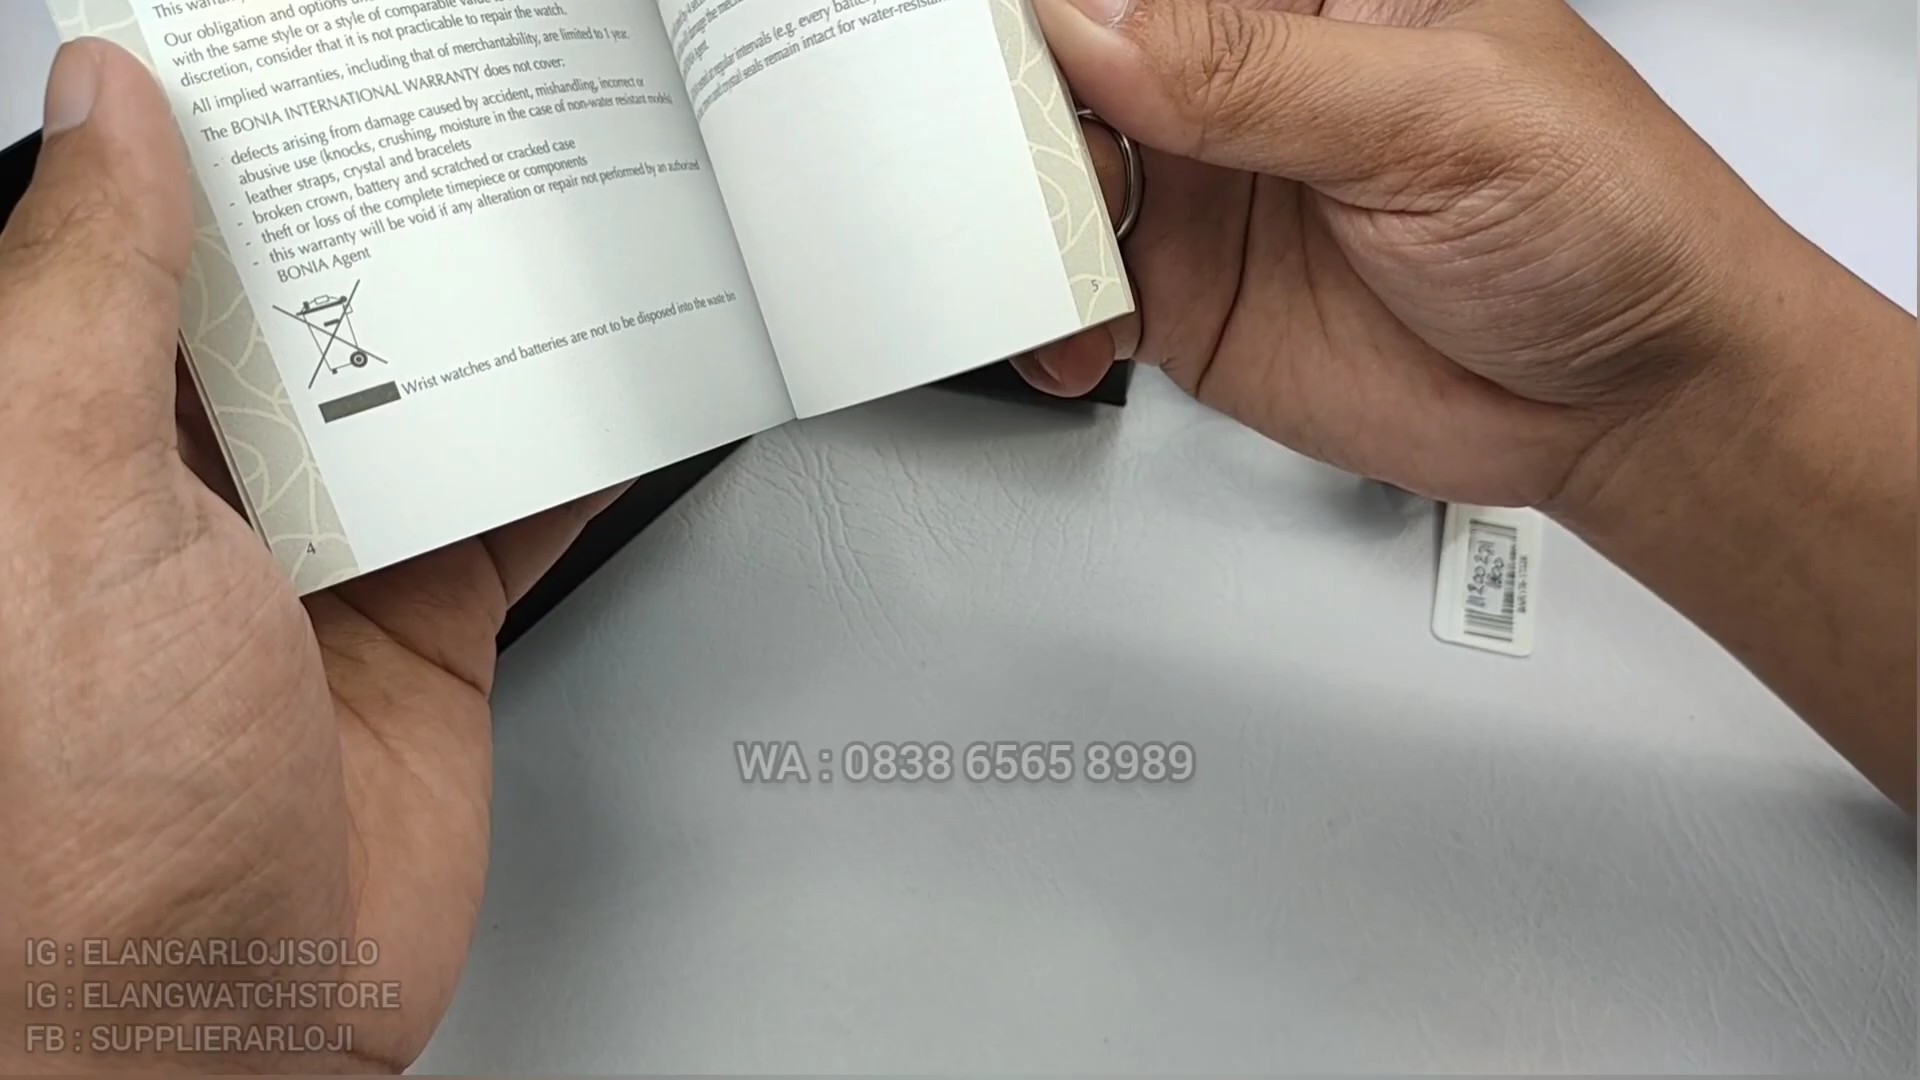 This
Our obligation and options
with the same style or a style of comparable value
discretion, consider that it is not practicable to repair the watch.
All implied warranties, including that of merchantability, are limited to 1 year.
The BONIA INTERNATIONAL WARRANTY does not cover:
- defects arising from damage caused by accident, mishandling, incorrect or
abusive use (knocks, crushing, moisture in the case of non-water resistant models)
- leather straps, crystal and bracelets
- broken crown, battery and scratched or cracked case
- theft or loss of the complete timepiece or components
- this warranty will be void if any alteration or repair not performed by an authorized
BONIA Agent
Wrist watches and batteries are not to be disposed into the waste bin
4
damage the
Agent.
at regular intervals (e.g. every
and crystal seals remain intact for
5
WA : 0838 6565 8989
IG : ELANGARLOJISOLO
IG : ELANGWATCHSTORE
FB : SUPPLIERARLOJI